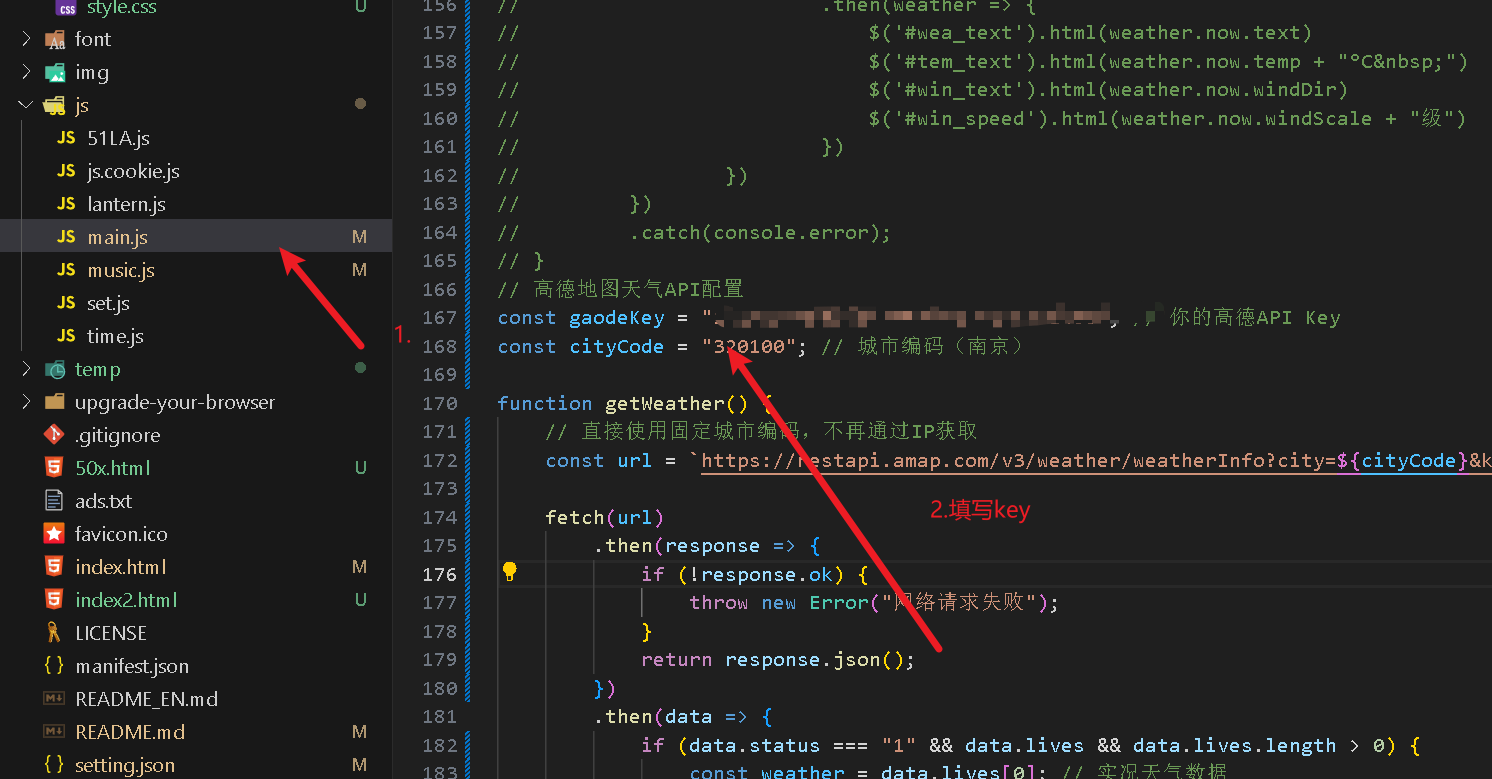 style.css U
font
img
js
51LA.js
js.cookie.js
lantern.js
main.js M
music.js M
set.js
time.js
temp
upgrade-your-browser
.gitignore
50x.html U
ads.txt
favicon.ico
index.html M
index2.html U
LICENSE
manifest.json
README_EN.md
README.md M
setting.json M
1.
156 // .then(weather => {
157 // $('#wea_text').html(weather.now.text)
158 // $('#tem_text').html(weather.now.temp + "°C&nbsp;")
159 // $('#win_text').html(weather.now.windDir)
160 // $('#win_speed').html(weather.now.windScale + "级")
161 // })
162 // })
163 // })
164 // .catch(console.error);
165 // }
166 // 高德地图天气API配置
167 const gaodeKey = " 你的高德API Key
168 const cityCode = "320100"; // 城市编码（南京）
169
170 function getWeather() {
171 // 直接使用固定城市编码，不再通过IP获取
172 const url = `https://restapi.amap.com/v3/weather/weatherInfo?city=${cityCode}&k
173
2.填写key
174 fetch(url)
175 .then(response => {
176 if (!response.ok) {
177 throw new Error("网络请求失败");
178 }
179 return response.json();
180 })
181 .then(data => {
182 if (data.status === "1" && data.lives && data.lives.length > 0) {
183 const weather = data.lives[0]; // 实况天气数据